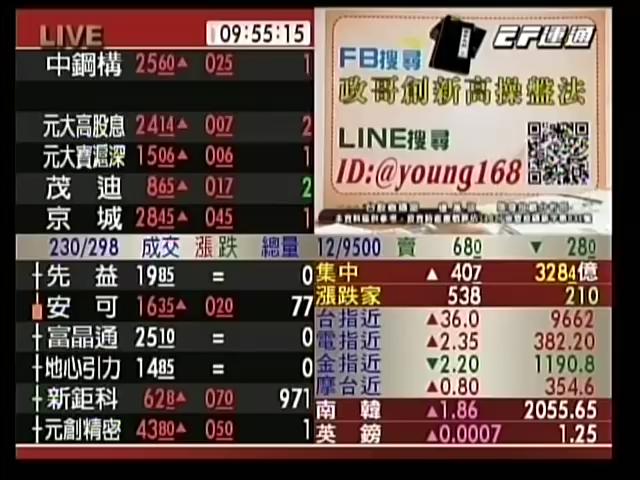 LIVE 09:55:15
中鋼構 2560▲ 025 1
元大高股息 2414▲ 007 2
元大寶滬深 1506▲ 006 1
茂迪 865▲ 017 2
京城 2845▲ 045 1
230/298 成交 漲跌 總量
先益 1985 = 0
安可 1635▲ 020 77
富晶通 2510 = 0
地心引力 1485 = 0
新鉅科 628▲ 070 971
元創精密 4380▲ 050 1
FB搜尋
政哥創新高操盤法
LINE搜尋
ID:@young168
12/9500 賣 680 ▼ 280
集中 ▲ 407 3284億
漲跌家 538 210
台指近 ▲36.0 9662
電指近 ▲2.35 382.20
金指近 ▼2.20 1190.8
摩台近 ▲0.80 354.6
南韓 ▲1.86 2055.65
英鎊 ▲0.0007 1.25